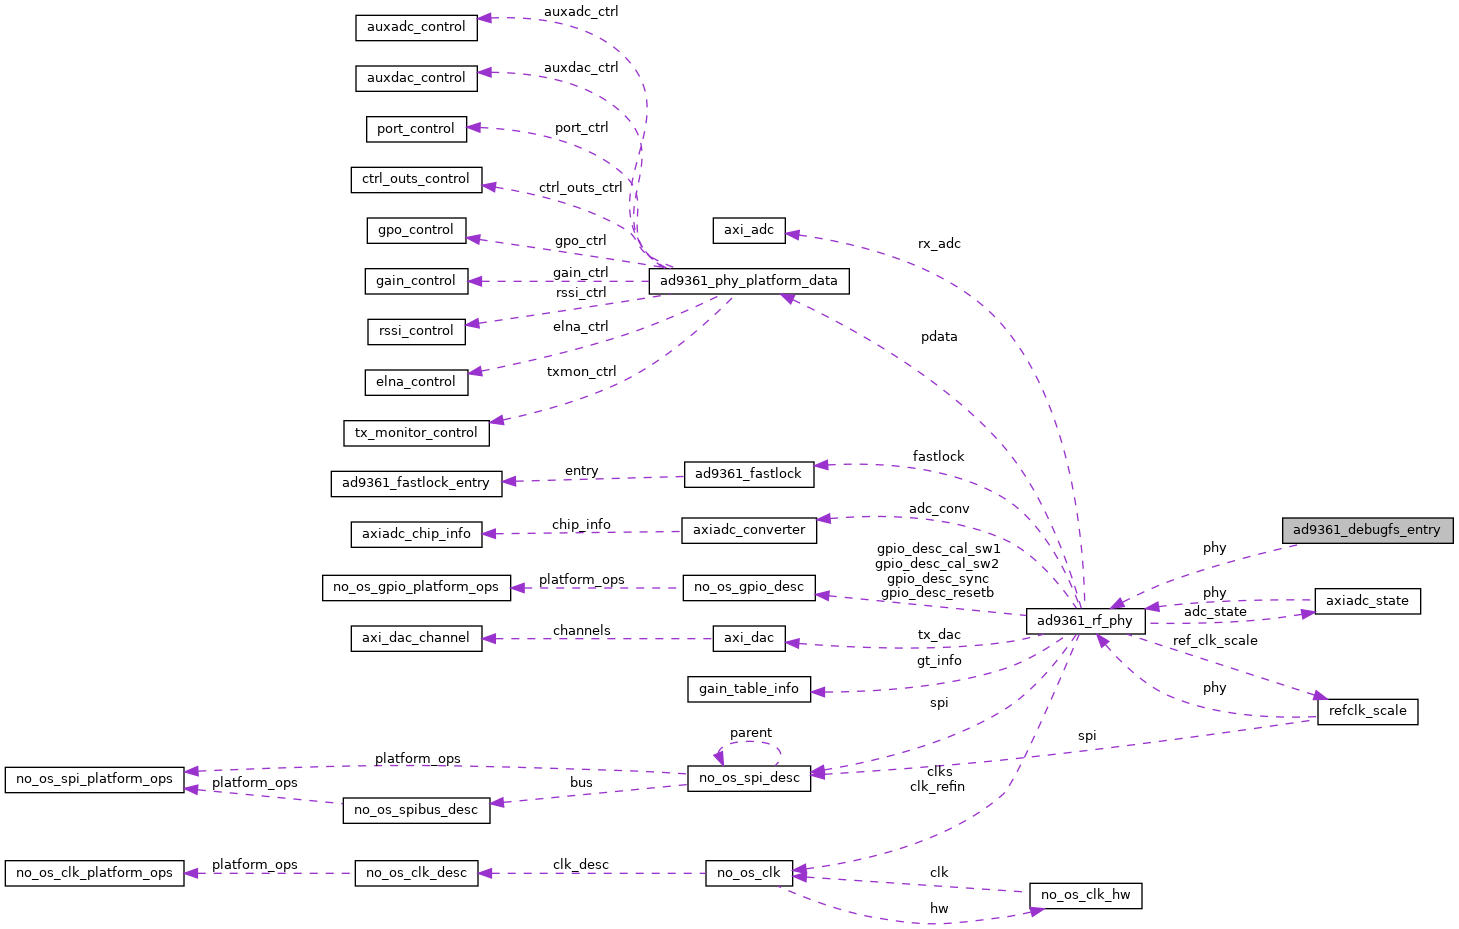 auxadc_control
auxadc_ctrl
auxdac_control
auxdac_ctrl
port_control
port_ctrl
ctrl_outs_control
ctrl_outs_ctrl
gpo_control
gpo_ctrl
axi_adc
rx_adc
gain_control
gain_ctrl
ad9361_phy_platform_data
rssi_ctrl
rssi_control
elna_ctrl
pdata
elna_control
txmon_ctrl
tx_monitor_control
fastlock
ad9361_fastlock_entry
entry
ad9361_fastlock
adc_conv
axiadc_chip_info
chip_info
axiadc_converter
ad9361_debugfs_entry
gpio_desc_cal_sw1
gpio_desc_cal_sw2
gpio_desc_sync
gpio_desc_resetb
phy
no_os_gpio_platform_ops
platform_ops
no_os_gpio_desc
phy
axiadc_state
adc_state
ad9361_rf_phy
axi_dac_channel
channels
axi_dac
tx_dac
ref_clk_scale
gt_info
gain_table_info
phy
spi
refclk_scale
parent
spi
platform_ops
no_os_spi_platform_ops
no_os_spi_desc
clks
clk_refin
platform_ops
bus
no_os_spibus_desc
no_os_clk_platform_ops
platform_ops
no_os_clk_desc
clk_desc
no_os_clk
clk
no_os_clk_hw
hw